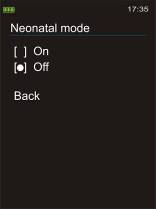 17:35
Neonatal mode
[ ] On
[●] Off
Back